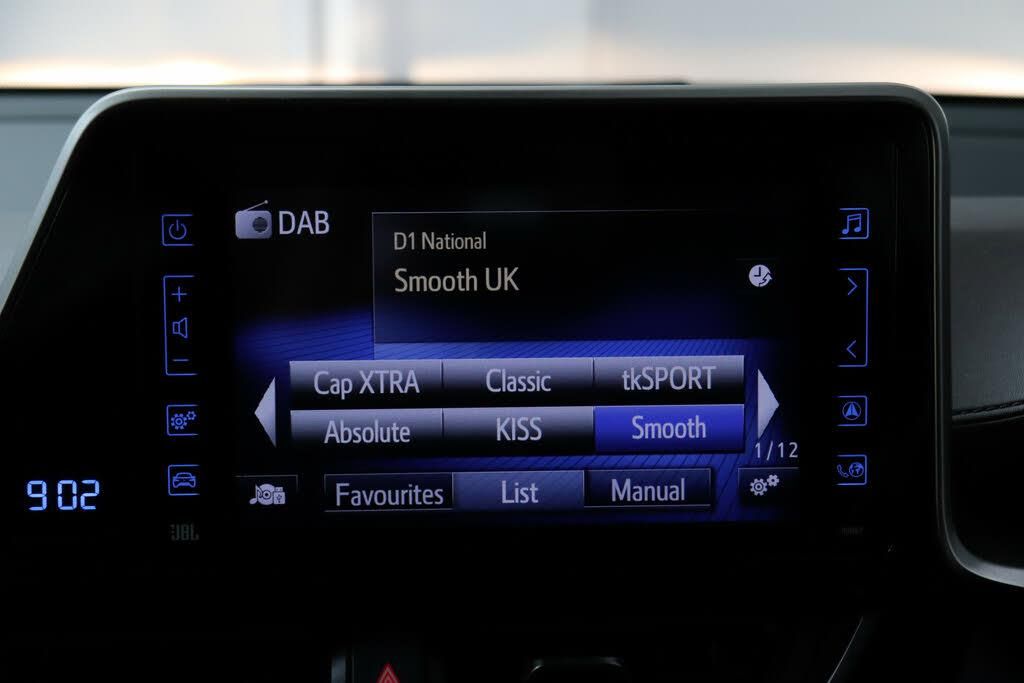 DAB
D1 National
Smooth UK
Cap XTRA Classic tkSPORT
Absolute KISS Smooth
1/12
Favourites List Manual
9 02
JBL